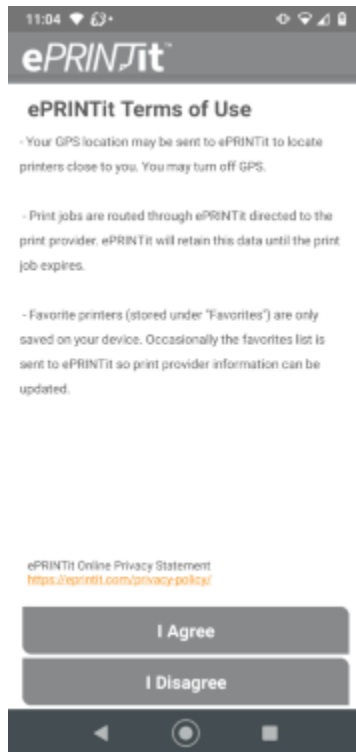 11:04
ePRINTit™
ePRINTit Terms of Use
- Your GPS location may be sent to ePRINTit to locate
printers close to you. You may turn off GPS.
- Print jobs are routed through ePRINTit directed to the
print provider. ePRINTit will retain this data until the print
job expires.
- Favorite printers (stored under "Favorites") are only
saved on your device. Occasionally the favorites list is
sent to ePRINTit so print provider information can be
updated.
ePRINTit Online Privacy Statement
https://eprintit.com/privacy-policy/
I Agree
I Disagree